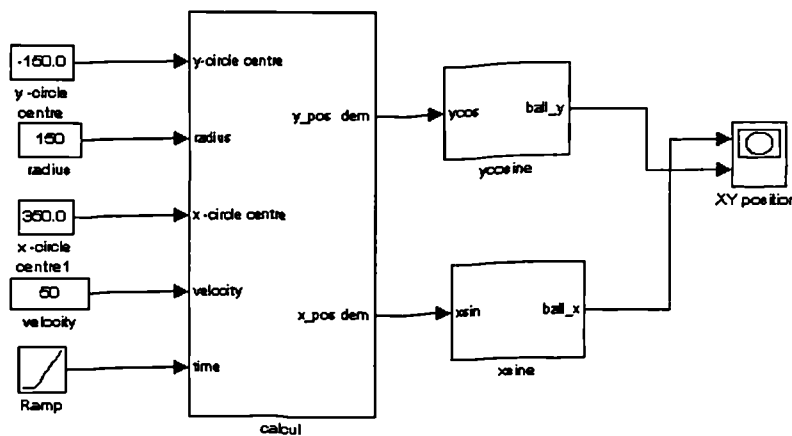 -150.0
y-circle
centre
150
radius
350.0
x-circle
centre1
50
velocity
Ramp
y-circle centre
radius
x-circle centre
velocity
time
y_pos dem
x_pos dem
calcul
ycos
ball_y
ycosine
xsin
ball_x
xsine
XY position